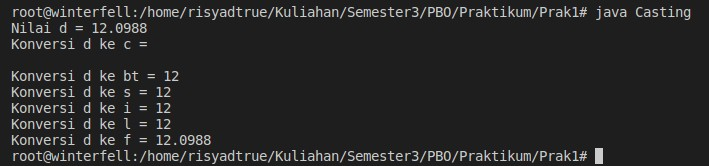 root@winterfell:/home/risyadtrue/Kuliahan/Semester3/PBO/Praktikum/Prak1# java Casting
Nilai d = 12.0988
Konversi d ke c =
Konversi d ke bt = 12
Konversi d ke s = 12
Konversi d ke i = 12
Konversi d ke l = 12
Konversi d ke f = 12.0988
root@winterfell:/home/risyadtrue/Kuliahan/Semester3/PBO/Praktikum/Prak1#